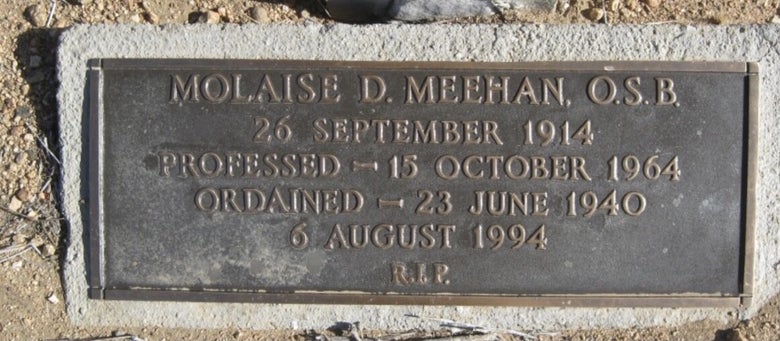 MOLAISE D. MEEHAN, O.S.B.
26 SEPTEMBER 1914
PROFESSED – 15 OCTOBER 1964
ORDAINED – 23 JUNE 1940
6 AUGUST 1994
R.I.P.